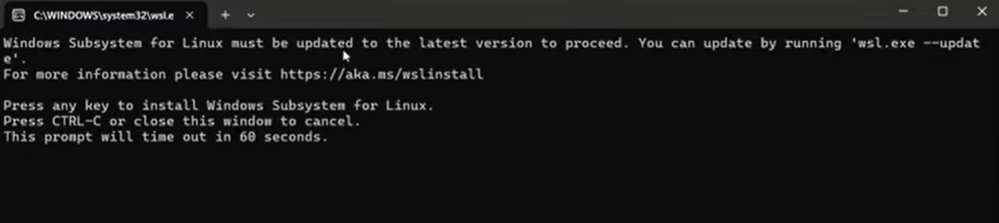 C:\WINDOWS\system32\wsl.e
Windows Subsystem for Linux must be updated to the latest version to proceed. You can update by running 'wsl.exe --updat
e'.
For more information please visit https://aka.ms/wslinstall
Press any key to install Windows Subsystem for Linux.
Press CTRL-C or close this window to cancel.
This prompt will time out in 60 seconds.